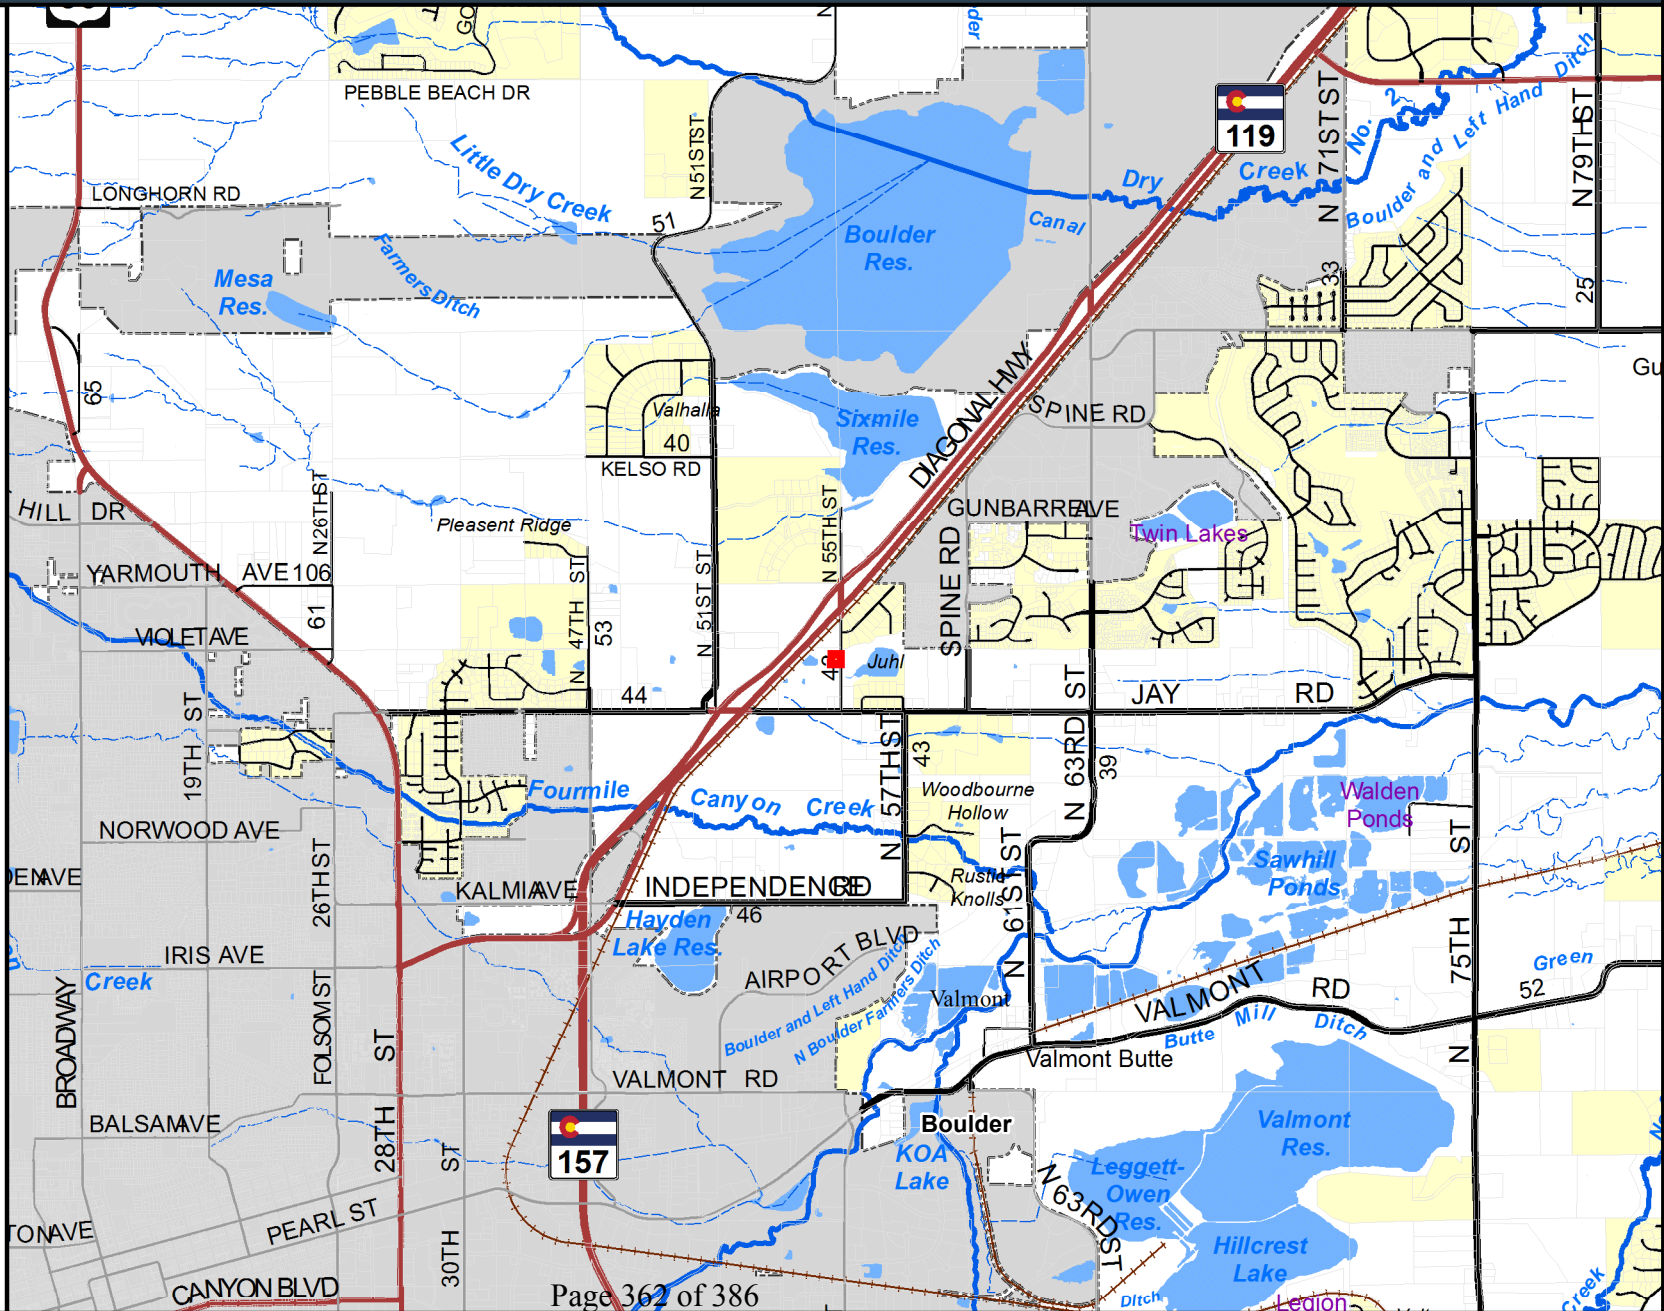 PEBBLE BEACH DR
119
Ditch
Left Hand
and
Boulder
No. 2
N 71ST ST
N 79TH ST
N 51ST ST
Little Dry Creek
Dry
Creek
Canal
LONGHORN RD
51
Boulder
Res.
Farmers Ditch
Mesa
Res.
33
25
65
DIAGONAL HWY
Valhalla
40
KELSO RD
Sixmile
Res.
SPINE RD
Gu
HILL DR
N 26TH ST
Pleasent Ridge
N 55TH ST
GUNBARREL AVE
Twin Lakes
YARMOUTH AVE 106
61
VIOLET AVE
N 47TH ST
53
N 51ST ST
SPINE RD
Juhl
44
JAY RD
19TH ST
N 57TH ST
43
N 63RD ST
39
Fourmile
Canyon
Creek
Woodbourne
Hollow
Walden
Ponds
NORWOOD AVE
26TH ST
KALMIA AVE
INDEPENDENCE RD
46
Rustic
Knolls
N 61ST ST
Sawhill
Ponds
Hayden
Lake Res.
IRIS AVE
AIRPORT BLVD
Creek
BROADWAY
FOLSOM ST
28TH ST
Boulder and Left Hand Ditch
N Boulder Farmers Ditch
Valmont
VALMONT RD
N 75TH ST
Green
52
Butte Mill Ditch
Valmont Butte
VALMONT RD
BALSAM AVE
157
Boulder
KOA
Lake
Valmont
Res.
Leggett-
Owen
Res.
N 63RD ST
Hillcrest
Lake
PEARL ST
30TH ST
CANYON BLVD
Page 362 of 386
Ditch
Legion
Creek